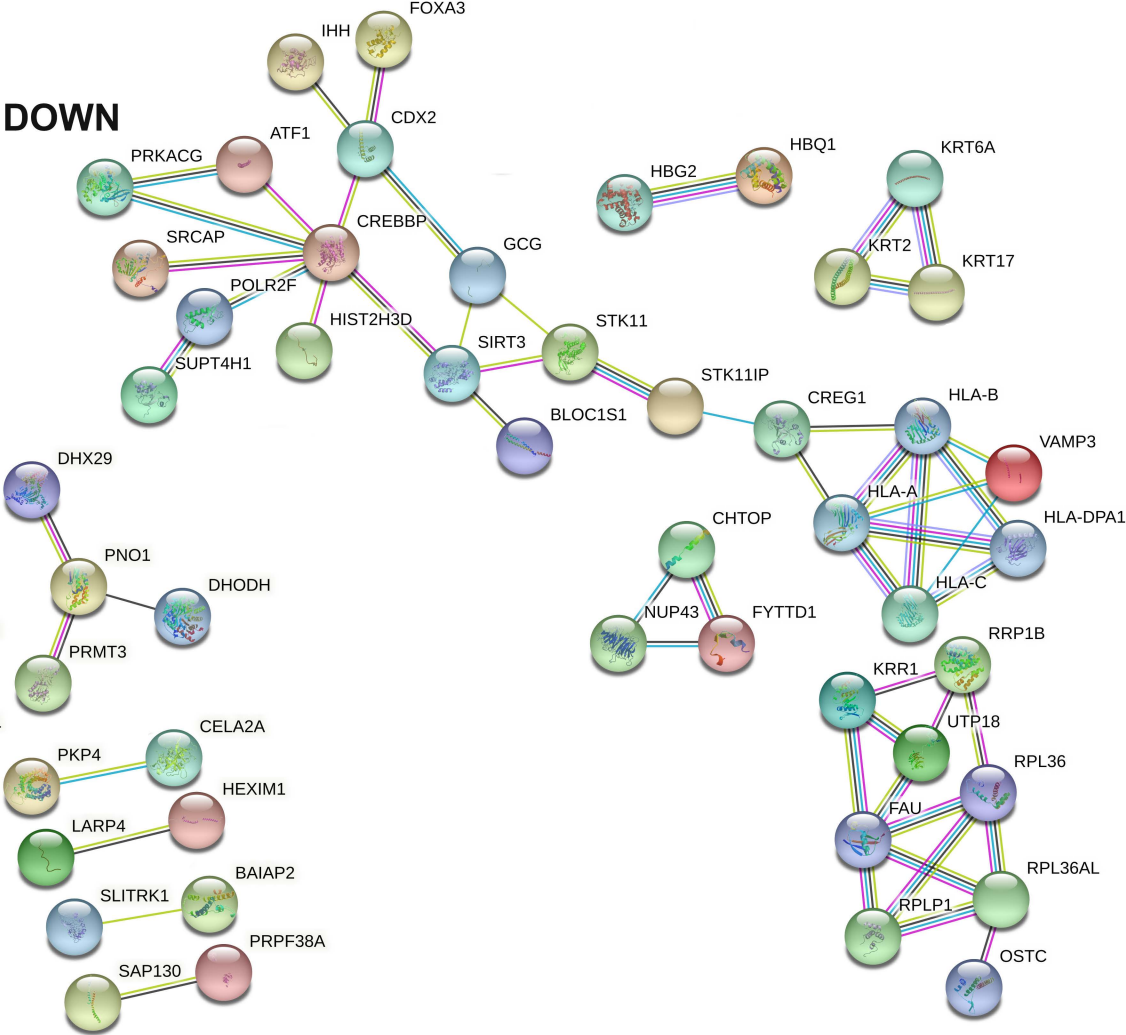 FOXA3
IHH
DOWN
CDX2
ATF1
PRKACG
HBQ1
KRT6A
HBG2
CREBBP
SRCAP
GCG
KRT2
KRT17
POLR2F
HIST2H3D
STK11
SIRT3
SUPT4H1
STK11IP
CREG1
HLA-B
BLOC1S1
VAMP3
DHX29
HLA-A
CHTOP
HLA-DPA1
PNO1
DHODH
HLA-C
NUP43
FYTTD1
RRP1B
PRMT3
KRR1
UTP18
CELA2A
PKP4
RPL36
HEXIM1
FAU
LARP4
RPL36AL
BAIAP2
SLITRK1
RPLP1
PRPF38A
OSTC
SAP130